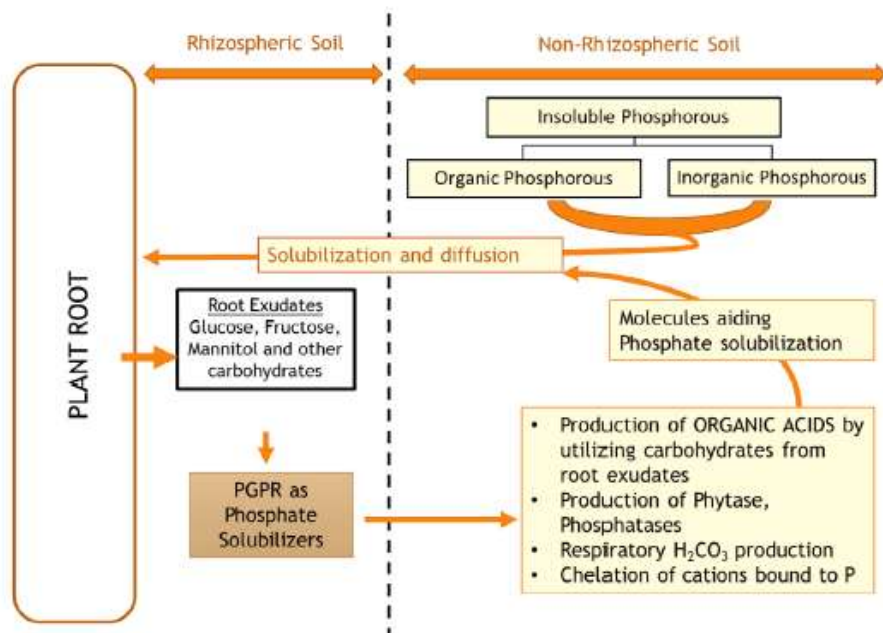 Rhizospheric Soil
Non-Rhizospheric Soil
Insoluble Phosphorous
Organic Phosphorous
Inorganic Phosphorous
Solubilization and diffusion
PLANT ROOT
Root Exudates
Glucose, Fructose,
Mannitol and other
carbohydrates
Molecules aiding
Phosphate solubilization
PGPR as
Phosphate
Solubilizers
• Production of ORGANIC ACIDS by
utilizing carbohydrates from
root exudates
• Production of Phytase,
Phosphatases
• Respiratory H₂CO₃ production
• Chelation of cations bound to P